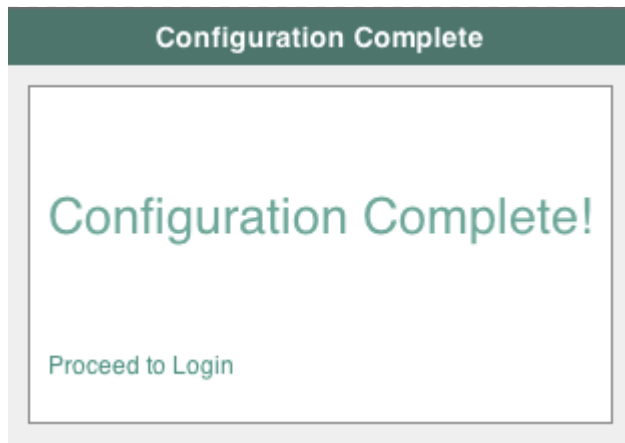 Configuration Complete
Configuration Complete!
Proceed to Login